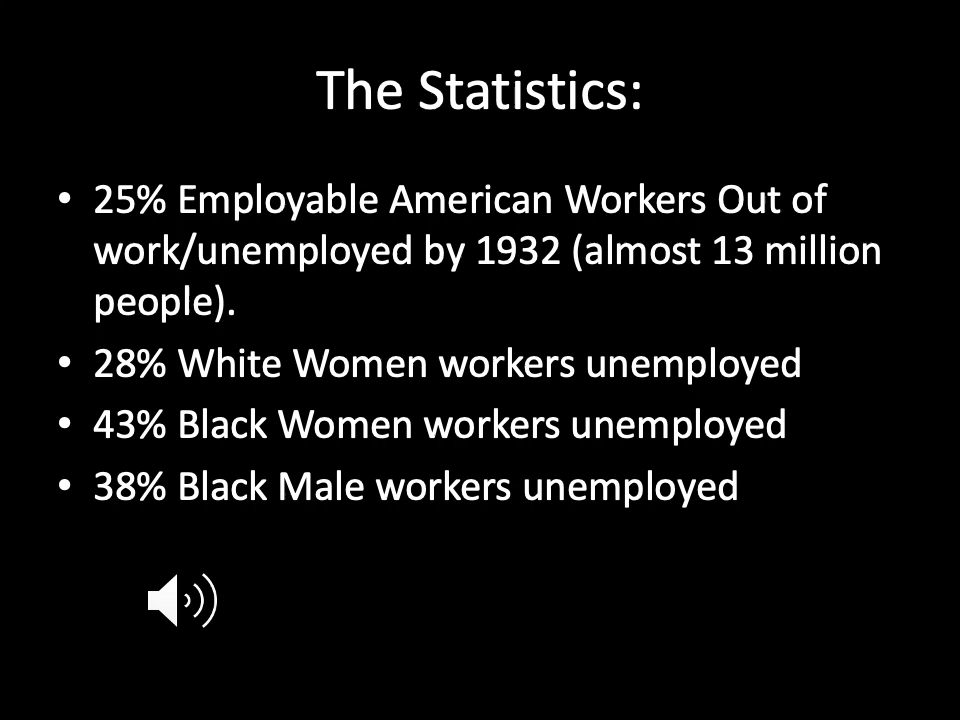 The Statistics:
• 25% Employable American Workers Out of
work/unemployed by 1932 (almost 13 million
people).
• 28% White Women workers unemployed
• 43% Black Women workers unemployed
• 38% Black Male workers unemployed